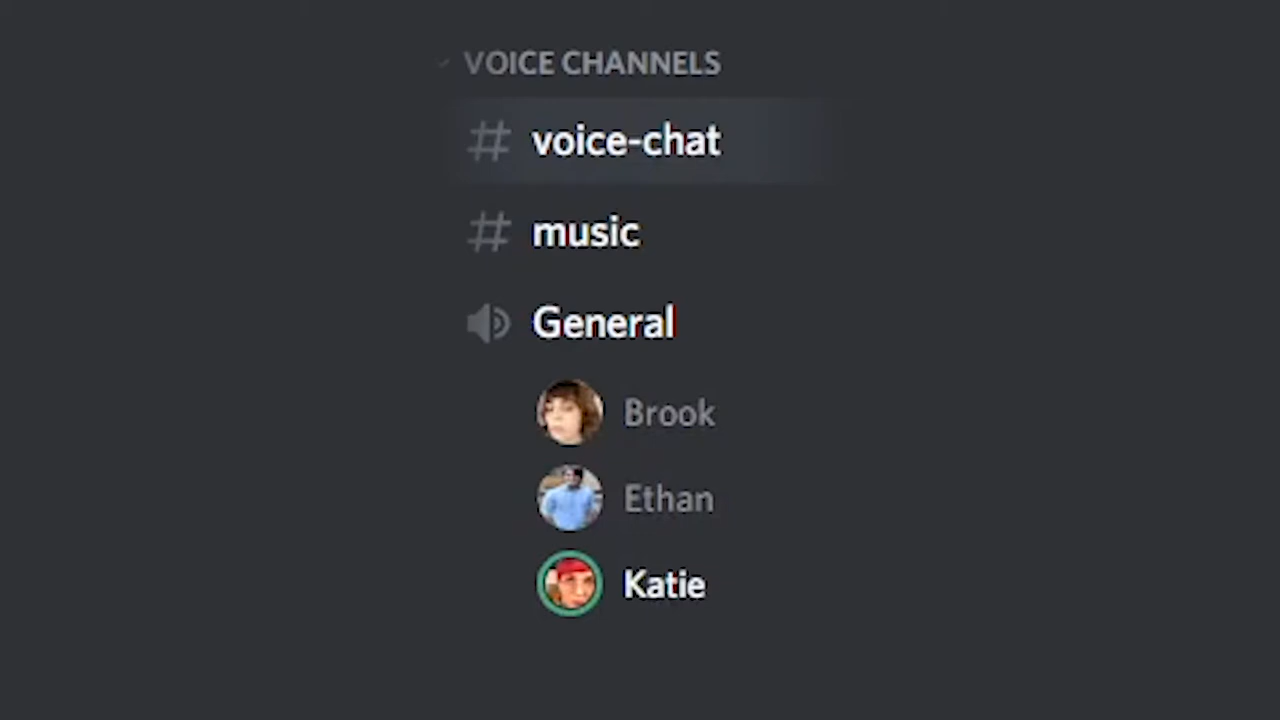 VOICE CHANNELS
# voice-chat
# music
General
Brook
Ethan
Katie